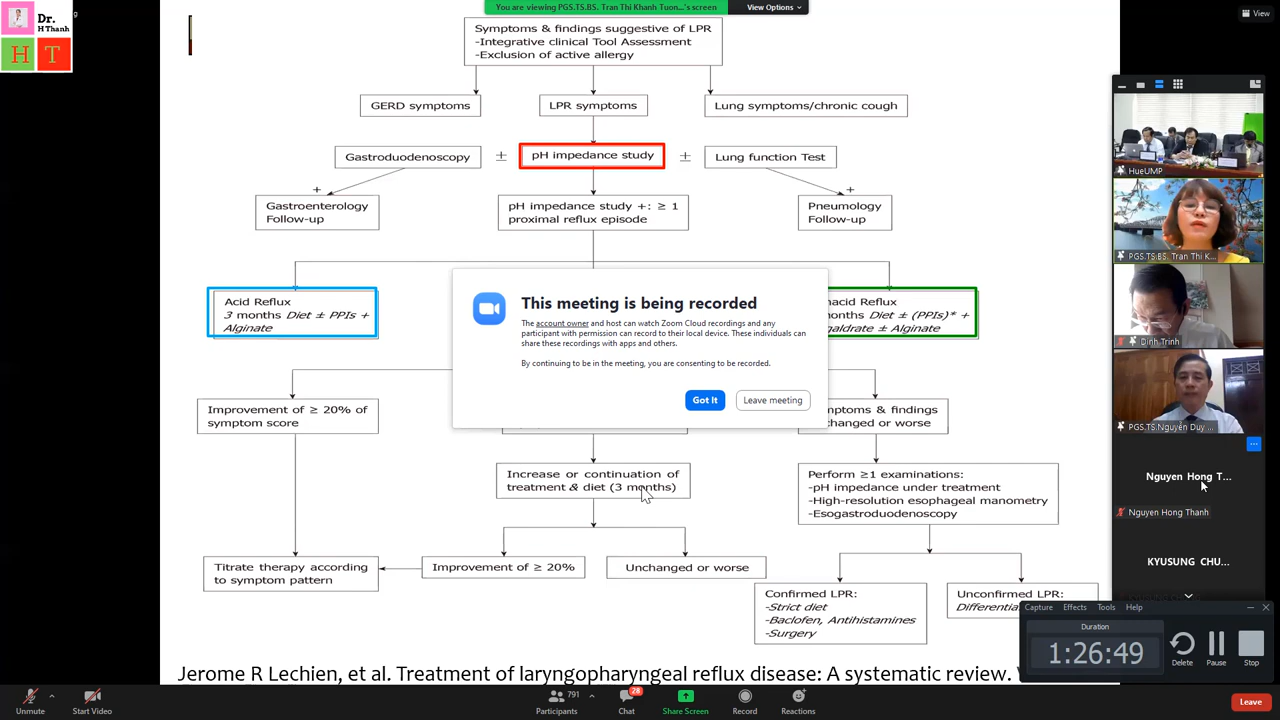 You are viewing PGS.TS.BS. Tran Thi Khanh Tuon...'s screen
View Options
View
Dr.
H Thanh
H T
Symptoms & findings suggestive of LPR
-Integrative clinical Tool Assessment
-Exclusion of active allergy
GERD symptoms
LPR symptoms
Lung symptoms/chronic cough
Gastroduodenoscopy
±
pH impedance study
±
Lung function Test
+
+
Gastroenterology
Follow-up
pH impedance study +: ≥ 1
proximal reflux episode
Pneumology
Follow-up
Acid Reflux
3 months Diet ± PPIs +
Alginate
nacid Reflux
onths Diet ± (PPIs)* +
galdrate ± Alginate
This meeting is being recorded
The account owner and host can watch Zoom Cloud recordings and any
participant with permission can record to their local device. These individuals can
share these recordings with apps and others.
By continuing to be in the meeting, you are consenting to be recorded.
Got It
Leave meeting
Improvement of ≥ 20% of
symptom score
mptoms & findings
changed or worse
Increase or continuation of
treatment & diet (3 months)
Perform ≥1 examinations:
-pH impedance under treatment
-High-resolution esophageal manometry
-Esogastroduodenoscopy
Titrate therapy according
to symptom pattern
Improvement of ≥ 20%
Unchanged or worse
Confirmed LPR:
-Strict diet
-Baclofen, Antihistamines
-Surgery
Unconfirmed LPR:
Differentia
Jerome R Lechien, et al. Treatment of laryngopharyngeal reflux disease: A systematic review.
HueUMP
PGS.TS.BS. Tran Thi K...
Dinh Trinh
PGS.TS.Nguyen Duy ...
Nguyen Hong T...
Nguyen Hong Thanh
KYUSUNG CHU...
Capture
Effects
Tools
Help
Duration
1:26:49
Delete
Pause
Stop
Unmute
Start Video
791
Participants
28
Chat
Share Screen
Record
Reactions
Leave